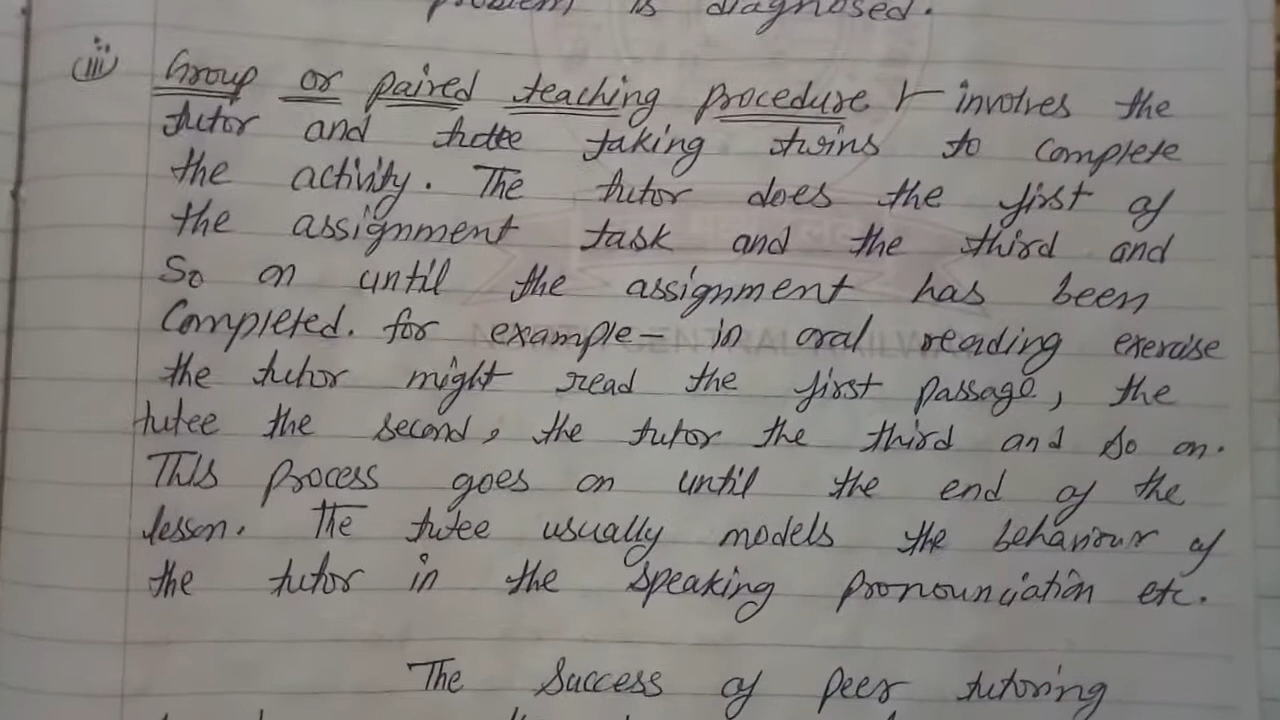 problem is diagnosed.
(iii) Group or paired teaching procedure :- involves the
tutor and tutee taking twins to complete
the activity. The tutor does the first of
the assignment task and the third and
so on until the assignment has been
Completed. for example- in oral reading exercise
the tutor might read the first passage, the
tutee the second, the tutor the third and so on.
This process goes on until the end of the
lesson. The tutee usually models the behaviour of
the tutor in the speaking pronounciation etc.
The Success of peer tutoring